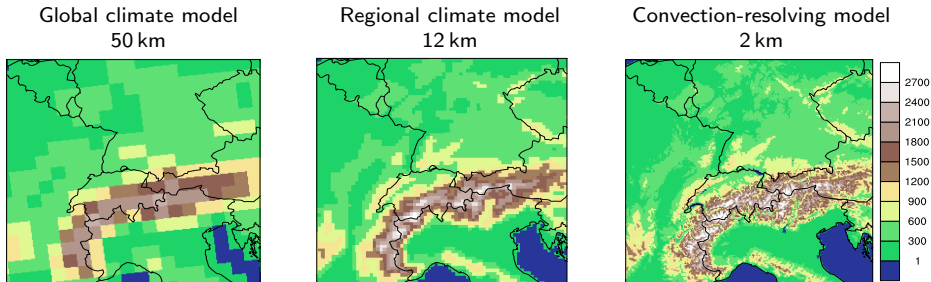 Global climate model
50 km
Regional climate model
12 km
Convection-resolving model
2 km
2700
2400
2100
1800
1500
1200
900
600
300
1